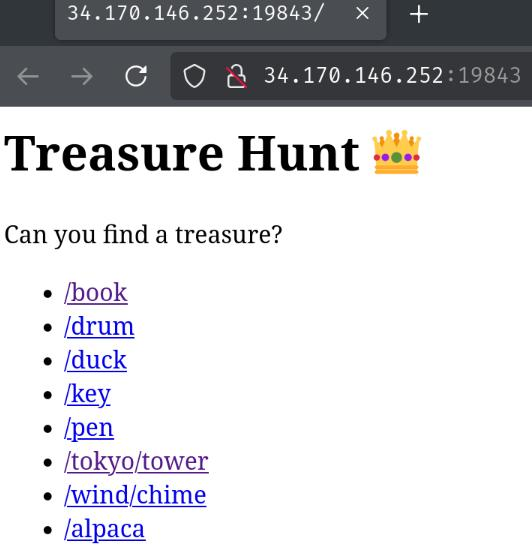 34.170.146.252:19843/
34.170.146.252:19843
Treasure Hunt 👑
Can you find a treasure?
/book
/drum
/duck
/key
/pen
/tokyo/tower
/wind/chime
/alpaca